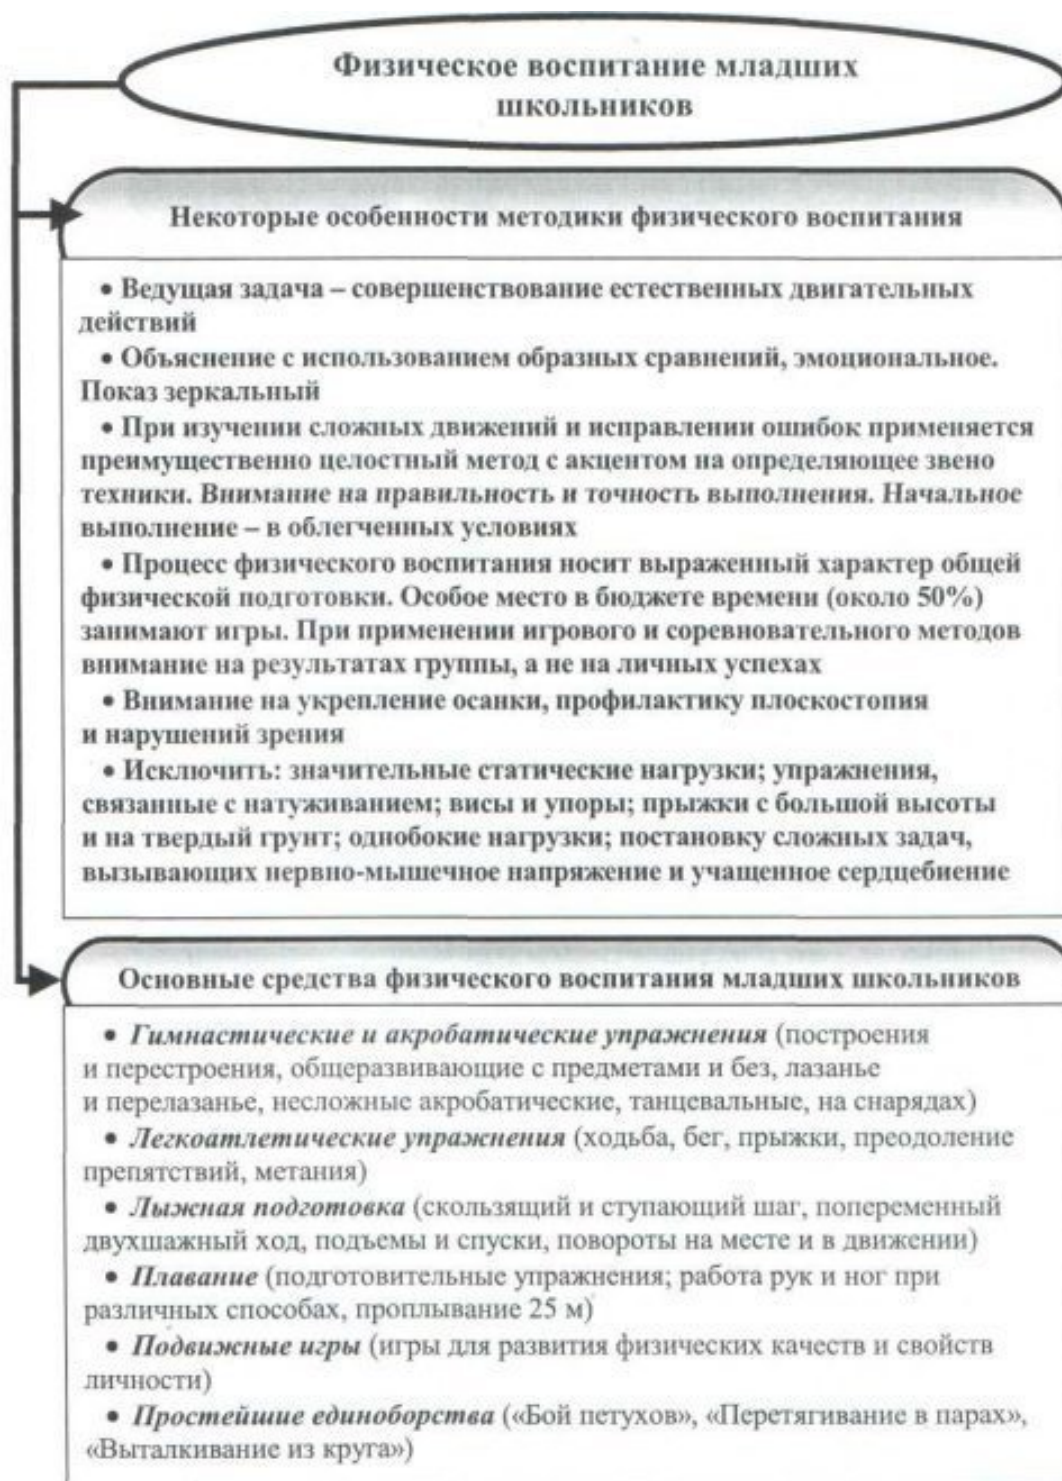 Физическое воспитание младших
школьников
Некоторые особенности методики физического воспитания
• Ведущая задача – совершенствование естественных двигательных
действий
• Объяснение с использованием образных сравнений, эмоциональное.
Показ зеркальный
• При изучении сложных движений и исправлении ошибок применяется
преимущественно целостный метод с акцентом на определяющее звено
техники. Внимание на правильность и точность выполнения. Начальное
выполнение – в облегченных условиях
• Процесс физического воспитания носит выраженный характер общей
физической подготовки. Особое место в бюджете времени (около 50%)
занимают игры. При применении игрового и соревновательного методов
внимание на результатах группы, а не на личных успехах
• Внимание на укрепление осанки, профилактику плоскостопия
и нарушений зрения
• Исключить: значительные статические нагрузки; упражнения,
связанные с натуживанием; висы и упоры; прыжки с большой высоты
и на твердый грунт; однобокие нагрузки; постановку сложных задач,
вызывающих нервно-мышечное напряжение и учащенное сердцебиение
Основные средства физического воспитания младших школьников
• Гимнастические и акробатические упражнения (построения
и перестроения, общеразвивающие с предметами и без, лазанье
и перелазанье, несложные акробатические, танцевальные, на снарядах)
• Легкоатлетические упражнения (ходьба, бег, прыжки, преодоление
препятствий, метания)
• Лыжная подготовка (скользящий и ступающий шаг, попеременный
двухшажный ход, подъемы и спуски, повороты на месте и в движении)
• Плавание (подготовительные упражнения; работа рук и ног при
различных способах, проплывание 25 м)
• Подвижные игры (игры для развития физических качеств и свойств
личности)
• Простейшие единоборства («Бой петухов», «Перетягивание в парах»,
«Выталкивание из круга»)